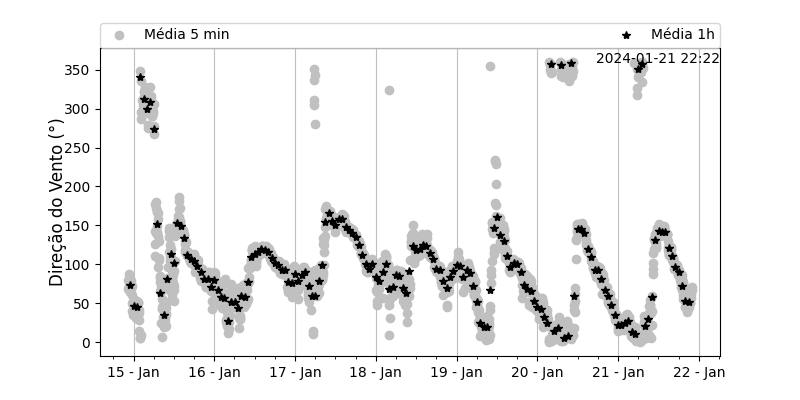 Média 5 min
Média 1h
2024-01-21 22:22
Direção do Vento (°)
350
300
250
200
150
100
50
0
15 - Jan
16 - Jan
17 - Jan
18 - Jan
19 - Jan
20 - Jan
21 - Jan
22 - Jan